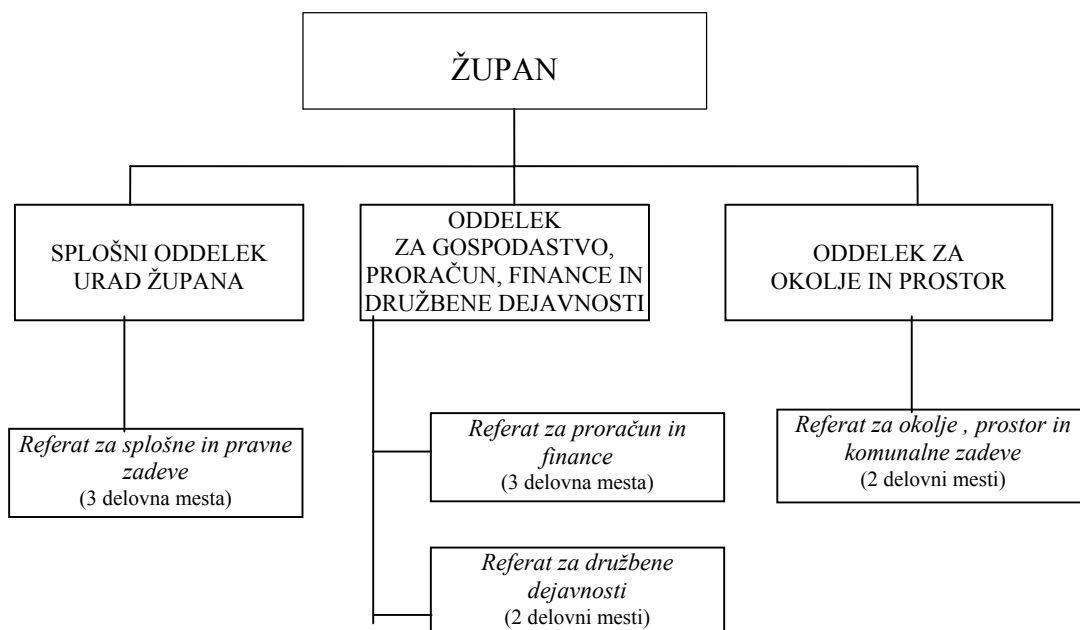 ŽUPAN
SPLOŠNI ODDELEK
URAD ŽUPANA
ODDELEK
ZA GOSPODASTVO,
PRORAČUN, FINANCE IN
DRUŽBENE DEJAVNOSTI
ODDELEK ZA
OKOLJE IN PROSTOR
Referat za splošne in pravne
zadeve
(3 delovna mesta)
Referat za proračun in
finance
(3 delovna mesta)
Referat za okolje , prostor in
komunalne zadeve
(2 delovni mesti)
Referat za družbene
dejavnosti
(2 delovni mesti)